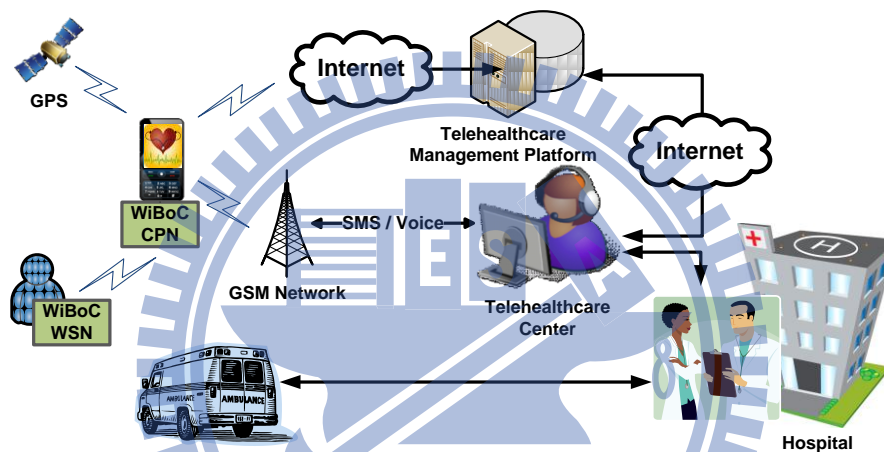 Internet
GPS
Telehealthcare
Management Platform
Internet
WiBoC
CPN
SMS / Voice
GSM Network
Telehealthcare
Center
WiBoC
WSN
H
AMBULANCE
AMBULANCE
Hospital